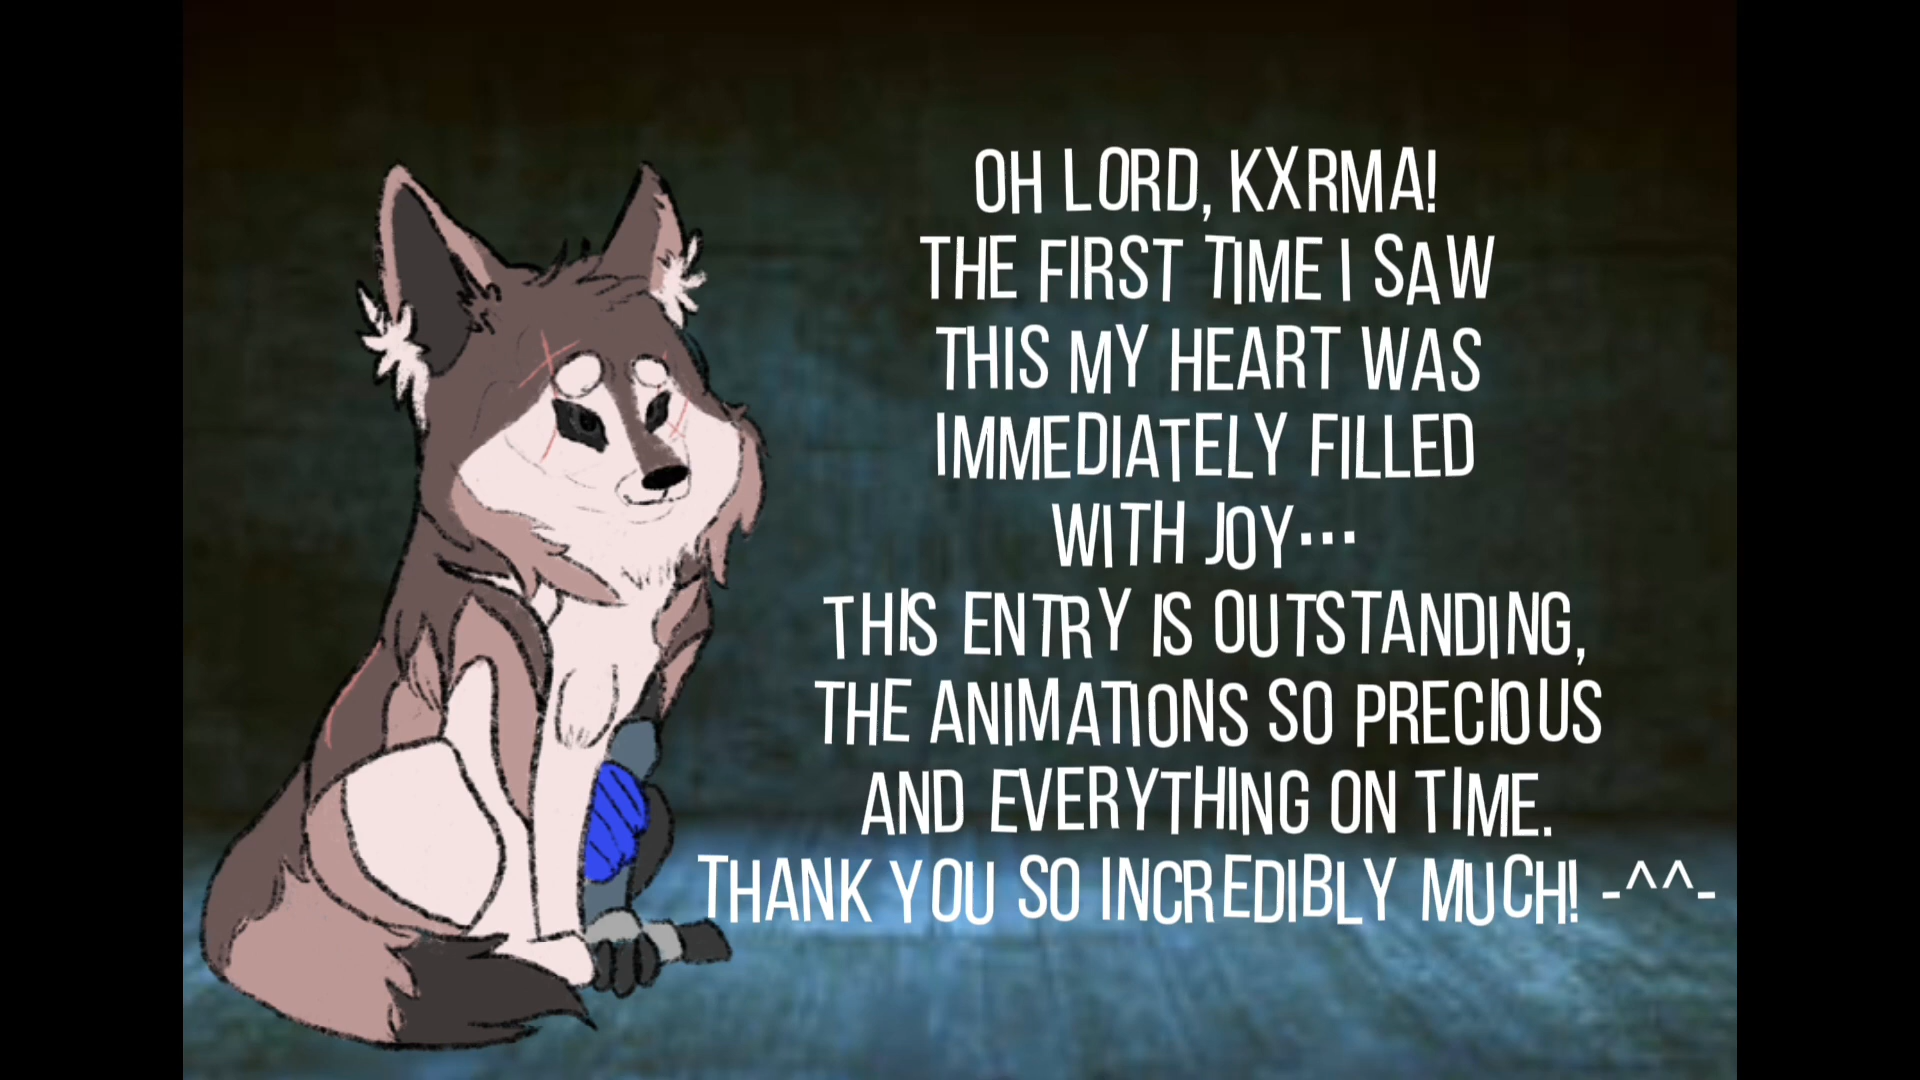 OH LORD, KXRMA!
THE FIRST TIME I SAW
THIS MY HEART WAS
IMMEDIATELY FILLED
WITH JOY...
THIS ENTRY IS OUTSTANDING,
THE ANIMATIONS SO PRECIOUS
AND EVERYTHING ON TIME.
THANK YOU SO INCREDIBLY MUCH! -^^-